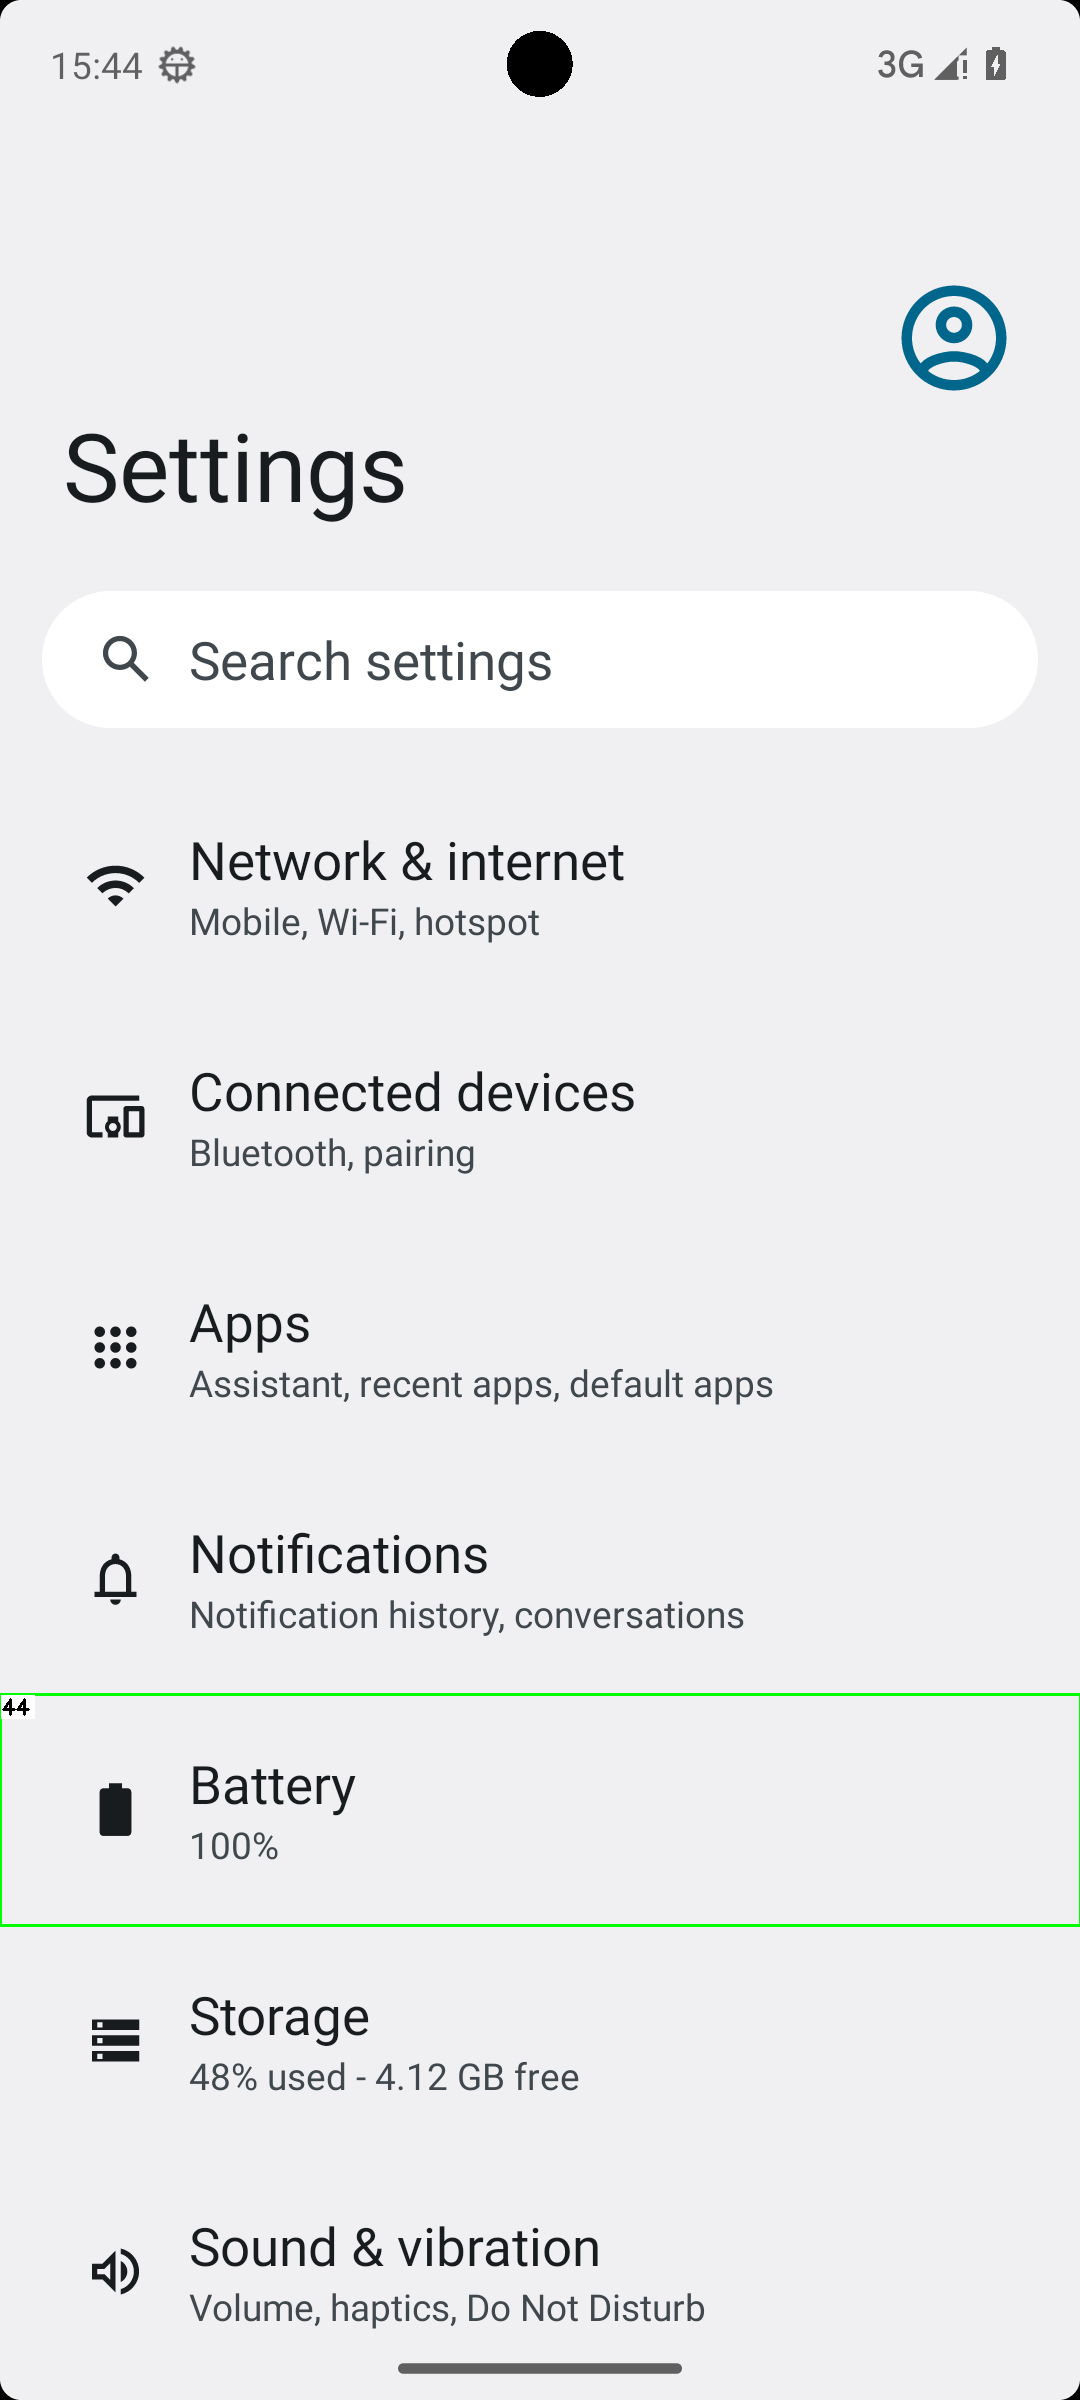 15:44
3G
Settings
Search settings
Network & internet
Mobile, Wi-Fi, hotspot
Connected devices
Bluetooth, pairing
Apps
Assistant, recent apps, default apps
Notifications
Notification history, conversations
44
Battery
100%
Storage
48% used - 4.12 GB free
Sound & vibration
Volume, haptics, Do Not Disturb